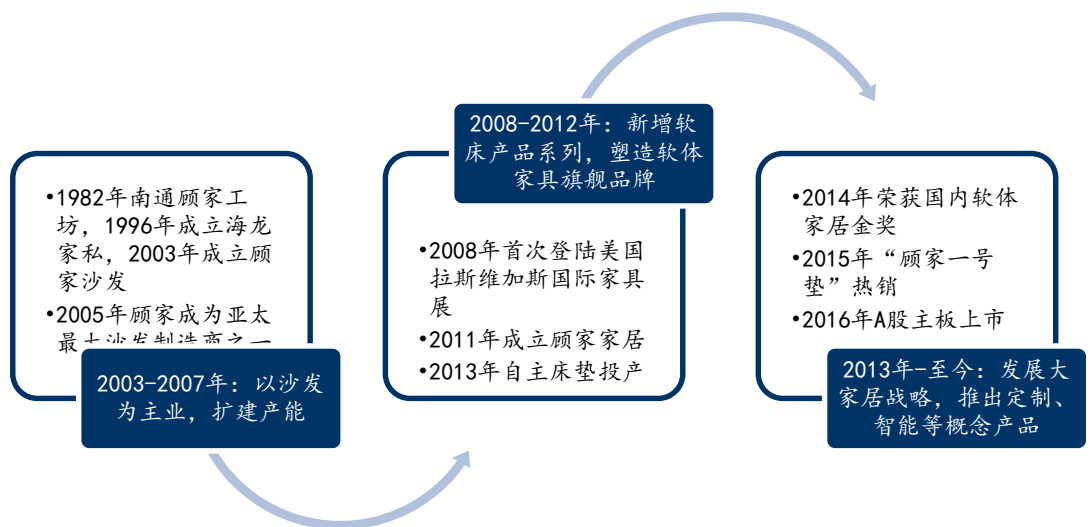 •1982年南通顾家工
坊，1996年成立海龙
家私，2003年成立顾
家沙发
•2005年顾家成为亚太
最大沙发制造商之一
2003-2007年：以沙发
为主业，扩建产能
2008-2012年：新增软
床产品系列，塑造软体
家具旗舰品牌
•2008年首次登陆美国
拉斯维加斯国际家具
展
•2011年成立顾家家居
•2013年自主床垫投产
•2014年荣获国内软体
家居金奖
•2015年“顾家一号
垫”热销
•2016年A股主板上市
2013年-至今：发展大
家居战略，推出定制、
智能等概念产品